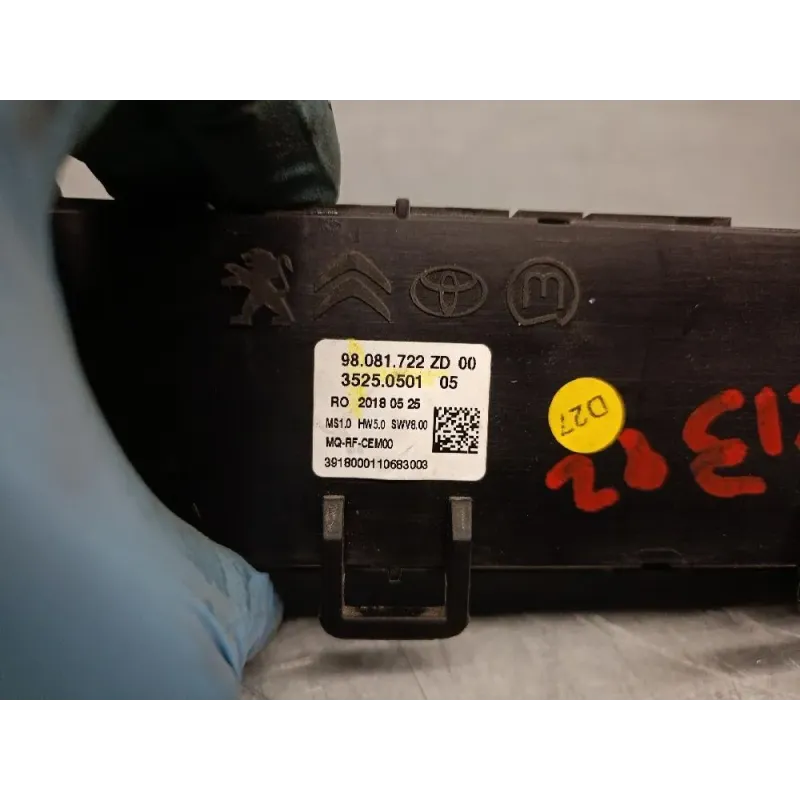 98.081.722 ZD 00
3525.0501 05
RO 2018 05 25
MS1.0 HW5.0 SWV8.00
MQ-RF-CEM00
3918000110683003
D27